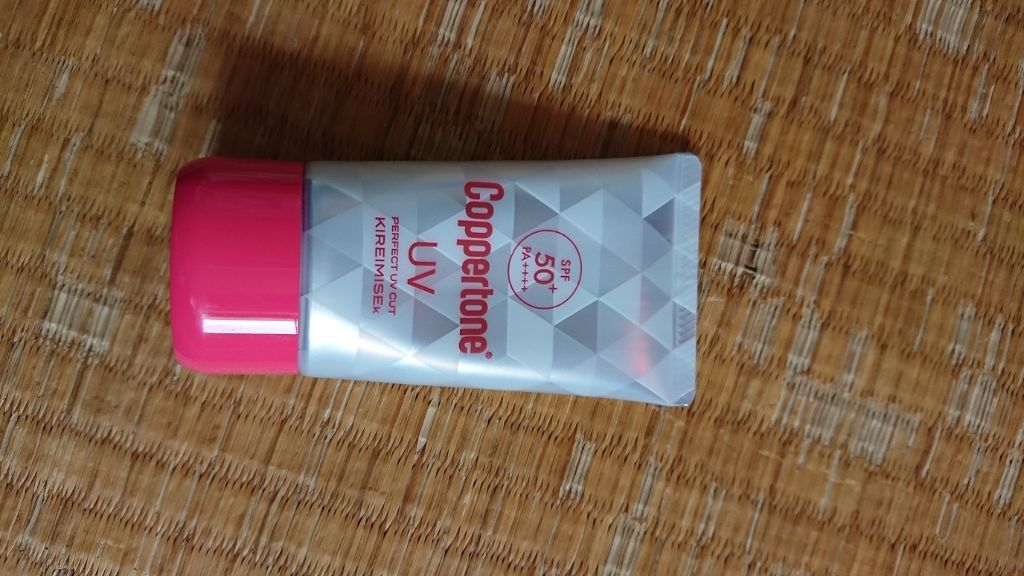 SPF
50+
PA++++
Coppertone®
UV
PERFECT UV CUT
KIREIMISEk